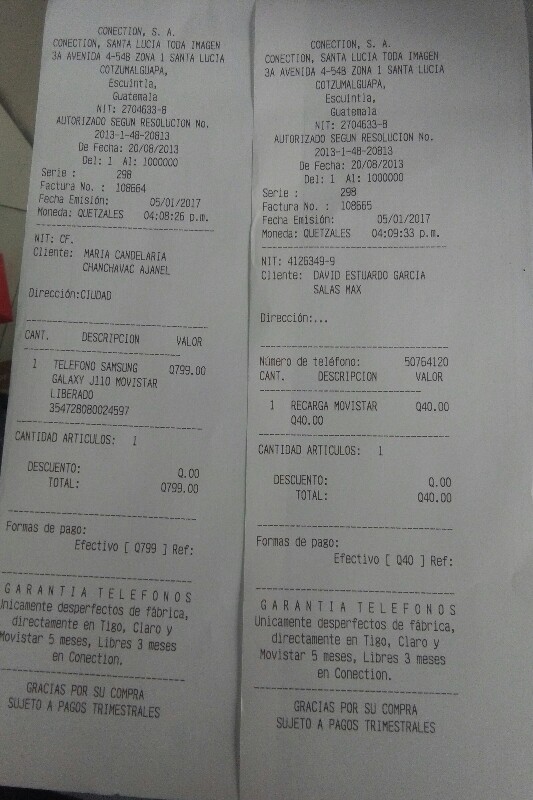 CONECTION, S. A.
CONECTION, SANTA LUCIA TODA IMAGEN
3A AVENIDA 4-54B ZONA 1 SANTA LUCIA
COTZUMALGUAPA,
Escuintla,
Guatemala
NIT: 2704633-8
AUTORIZADO SEGUN RESOLUCION No.
2013-1-48-20813
De Fecha: 20/08/2013
Del: 1 Al: 1000000
Serie : 298
Factura No. : 108664
Fecha Emisión: 05/01/2017
Moneda: QUETZALES 04:08:26 p.m.
NIT: CF.
Cliente: MARIA CANDELARIA
CHANCHAVAC AJANEL
Dirección:CIUDAD
CANT. DESCRIPCION VALOR
1 TELEFONO SAMSUNG Q799.00
GALAXY J110 MOVISTAR
LIBERADO
354728080024597
CANTIDAD ARTICULOS: 1
DESCUENTO: Q.00
TOTAL: Q799.00
Formas de pago:
Efectivo [ Q799 ] Ref:
G A R A N T I A T E L E F O N O S
Unicamente desperfectos de fábrica,
directamente en Tigo, Claro y
Movistar 5 meses, Libres 3 meses
en Conection.
GRACIAS POR SU COMPRA
SUJETO A PAGOS TRIMESTRALES
CONECTION, S. A.
CONECTION, SANTA LUCIA TODA IMAGEN
3A AVENIDA 4-54B ZONA 1 SANTA LUCIA
COTZUMALGUAPA,
Escuintla,
Guatemala
NIT: 2704633-8
AUTORIZADO SEGUN RESOLUCION No.
2013-1-48-20813
De Fecha: 20/08/2013
Del: 1 Al: 1000000
Serie : 298
Factura No. : 108665
Fecha Emisión: 05/01/2017
Moneda: QUETZALES 04:09:33 p.m.
NIT: 4126349-9
Cliente: DAVID ESTUARDO GARCIA
SALAS MAX
Dirección:...
Número de teléfono: 50764120
CANT. DESCRIPCION VALOR
1 RECARGA MOVISTAR Q40.00
Q40.00
CANTIDAD ARTICULOS: 1
DESCUENTO: Q.00
TOTAL: Q40.00
Formas de pago:
Efectivo [ Q40 ] Ref:
G A R A N T I A T E L E F O N O S
Unicamente desperfectos de fábrica,
directamente en Tigo, Claro y
Movistar 5 meses, Libres 3 meses
en Conection.
GRACIAS POR SU COMPRA
SUJETO A PAGOS TRIMESTRALES